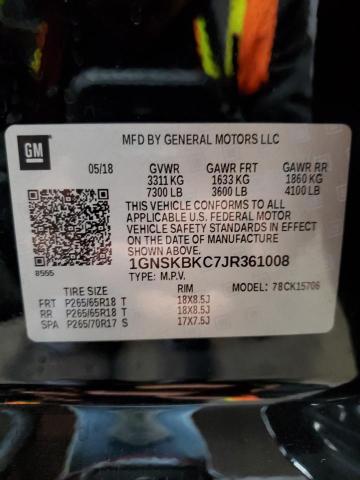 GM
MFD BY GENERAL MOTORS LLC
05/18 GVWR GAWR FRT GAWR RR
3311 KG 1633 KG 1860 KG
7300 LB 3600 LB 4100 LB
THIS VEHICLE CONFORMS TO ALL
APPLICABLE U.S. FEDERAL MOTOR
VEHICLE SAFETY STANDARDS IN EFFECT
ON THE DATE OF MANUFACTURE
SHOWN ABOVE.
8555
1GNSKBKC7JR361008
TYPE: M.P.V.
TIRE SIZE RIM MODEL: 78CK15706
FRT P265/65R18 T 18X8.5J
RR P265/65R18 T 18X8.5J
SPA P265/70R17 S 17X7.5J